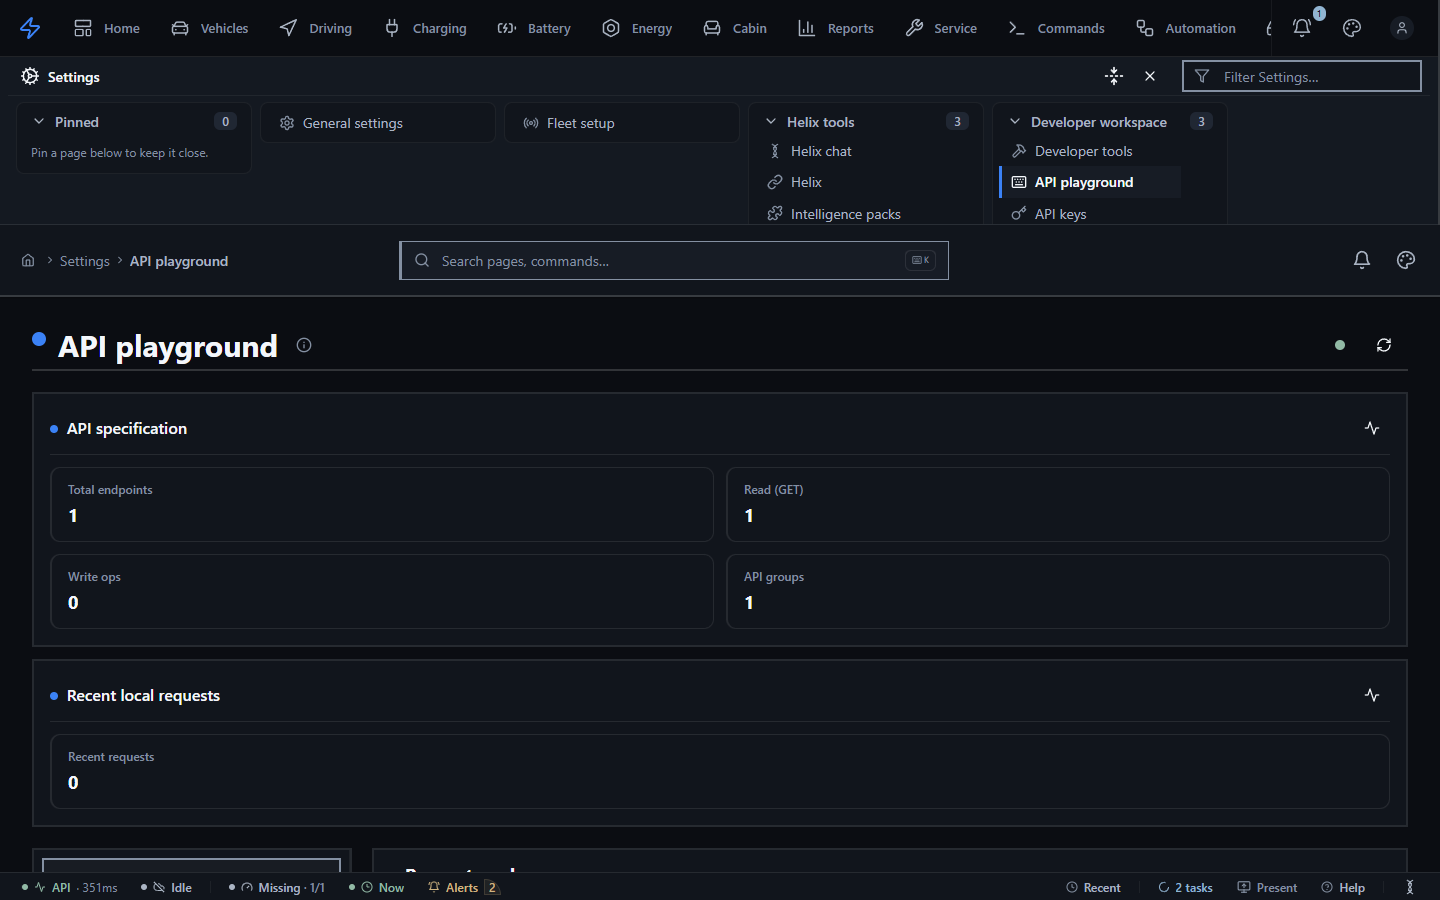 Home
Vehicles
Driving
Charging
Battery
Energy
Cabin
Reports
Service
Commands
Automation
1
Settings
Filter Settings...
Pinned 0
Pin a page below to keep it close.
General settings
Fleet setup
Helix tools 3
Helix chat
Helix
Intelligence packs
Developer workspace 3
Developer tools
API playground
API keys
Settings
API playground
Search pages, commands...
K
API playground
API specification
Total endpoints
1
Read (GET)
1
Write ops
0
API groups
1
Recent local requests
Recent requests
0
API · 351ms
Idle
Missing · 1/1
Now
Alerts 2
Recent
2 tasks
Present
Help